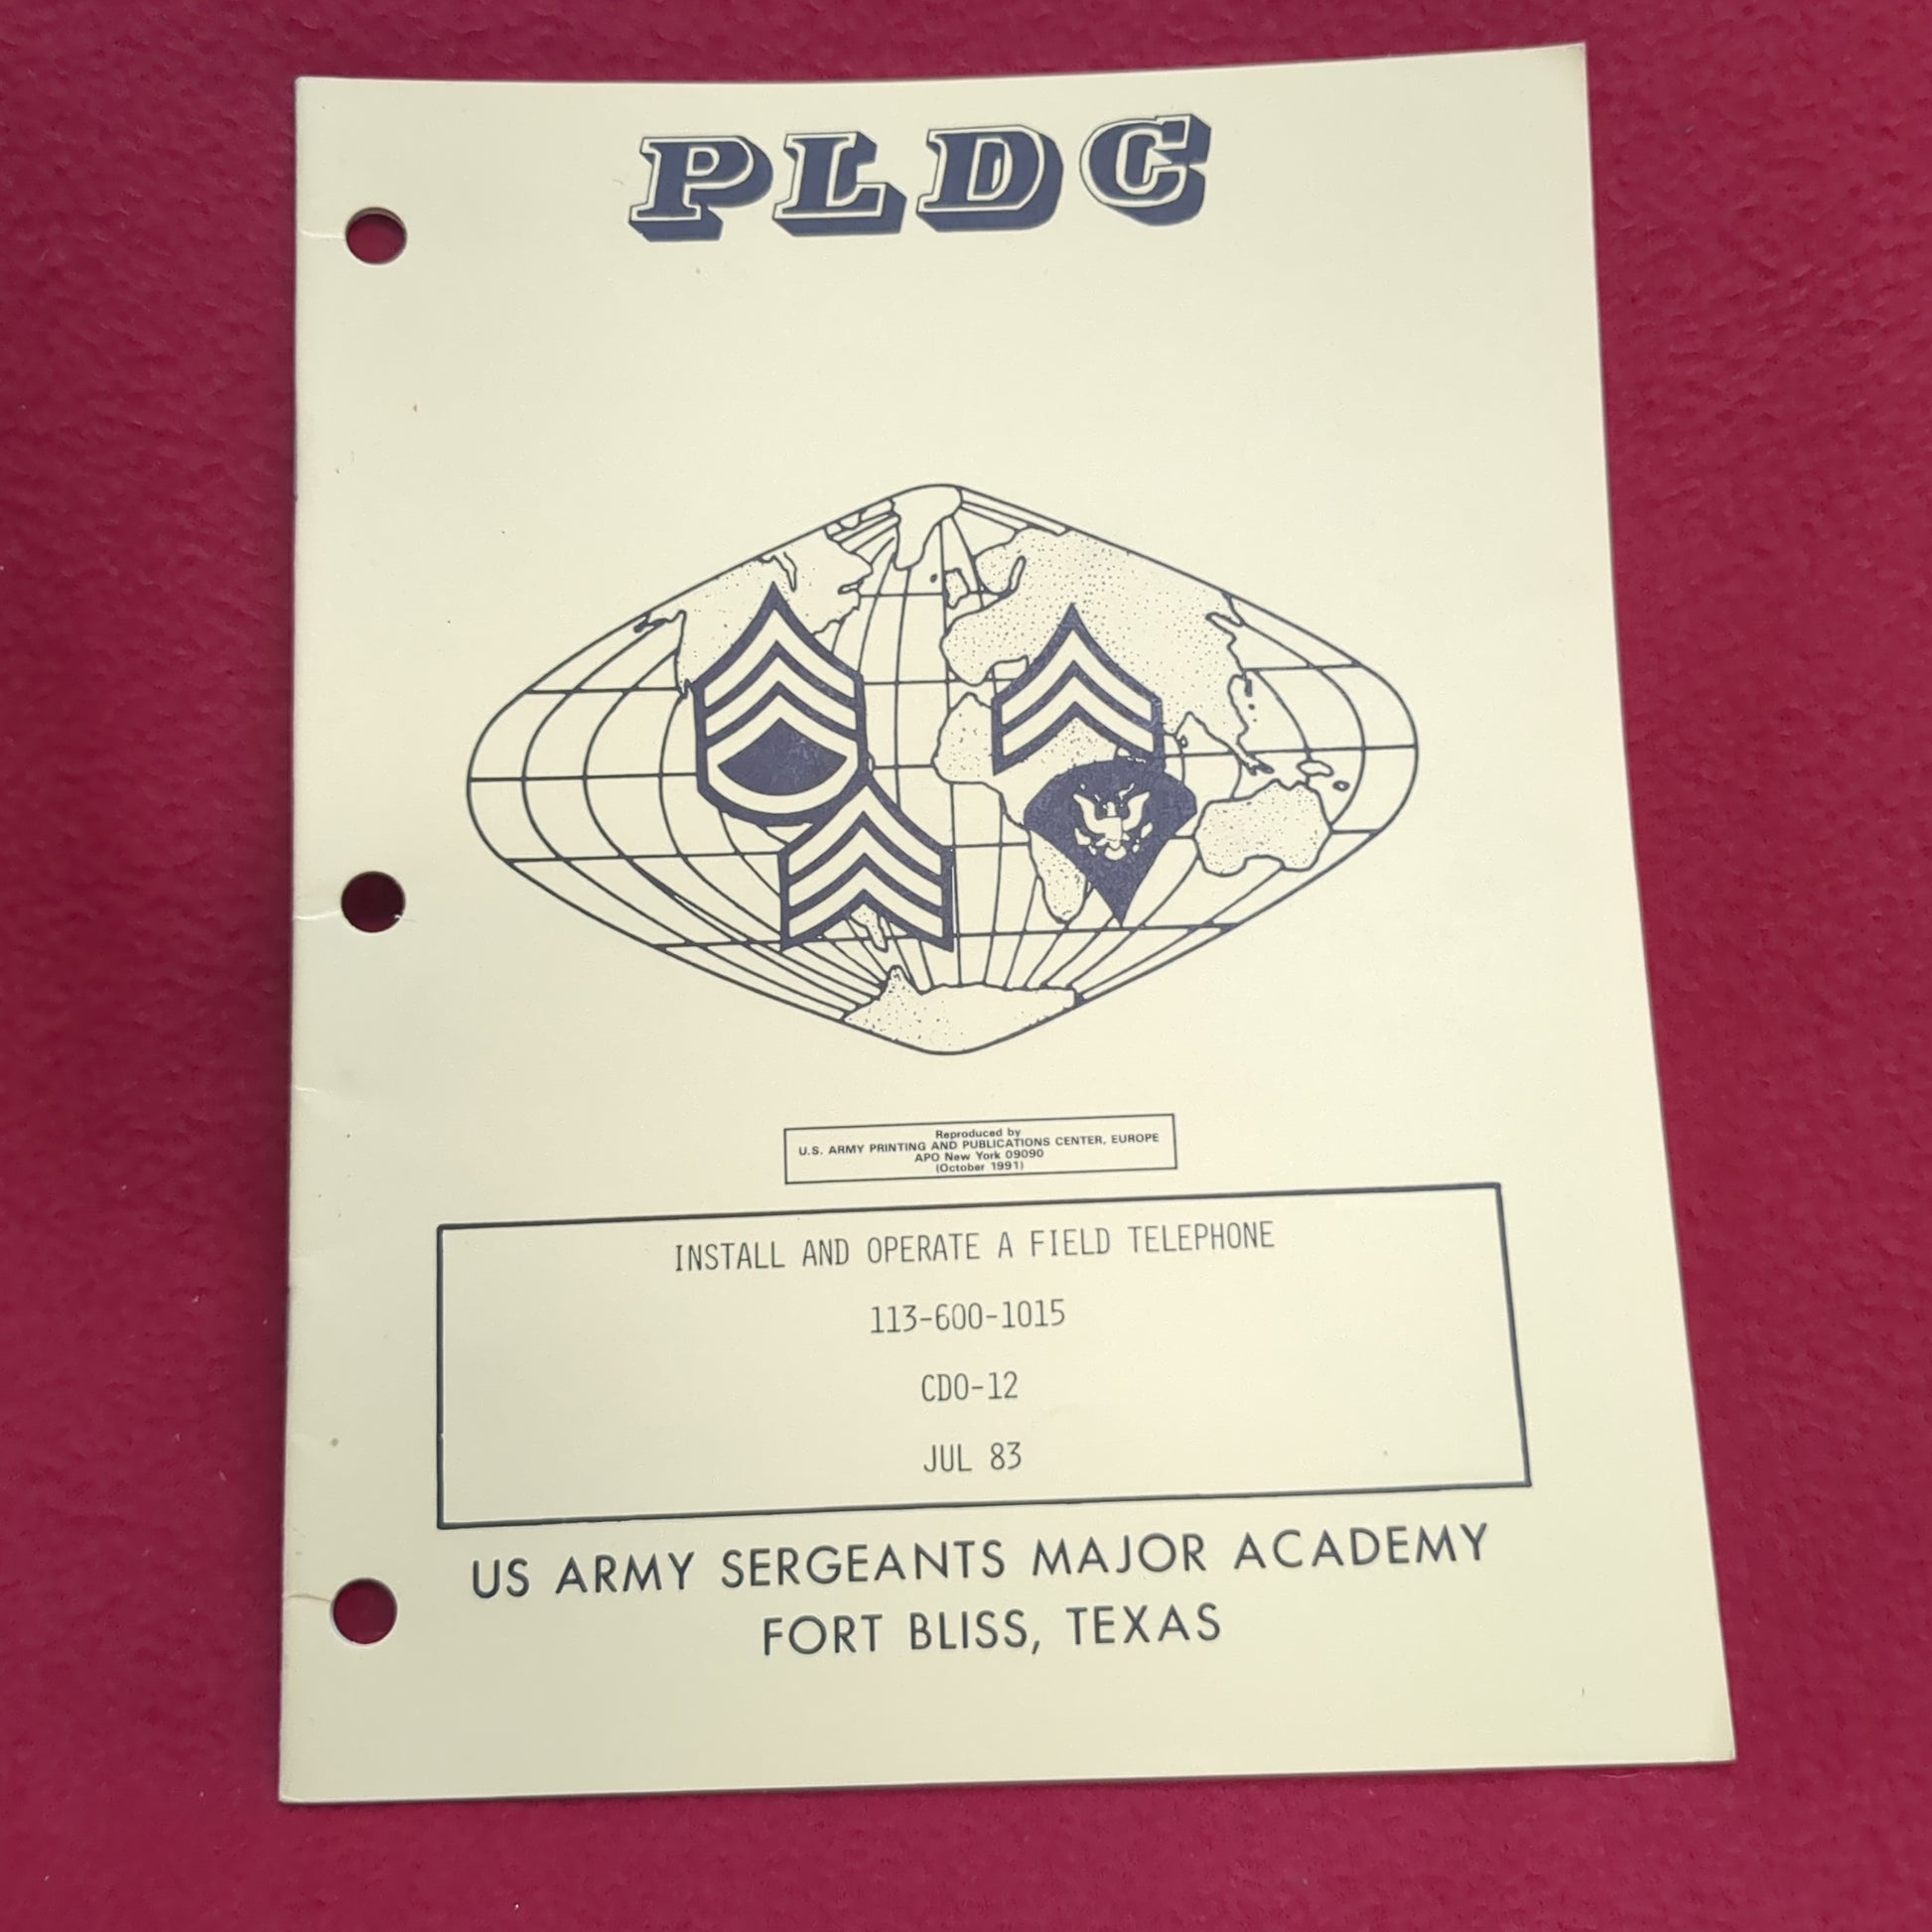 PLDC
Reproduced by
U.S. ARMY PRINTING AND PUBLICATIONS CENTER, EUROPE
APO New York 09090
(October 1991)
INSTALL AND OPERATE A FIELD TELEPHONE
113-600-1015
CDO-12
JUL 83
US ARMY SERGEANTS MAJOR ACADEMY
FORT BLISS, TEXAS